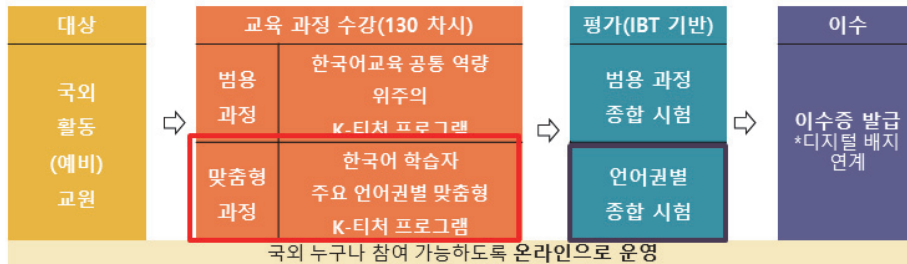 대상
국외
활동
(예비)
교원
교육 과정 수강(130 차시)
범용
과정
한국어교육 공통 역량
위주의
K-티처 프로그램
맞춤형
과정
한국어 학습자
주요 언어권별 맞춤형
K-티처 프로그램
평가(IBT 기반)
범용 과정
종합 시험
언어권별
종합 시험
이수
이수증 발급
*디지털 배지
연계
국외 누구나 참여 가능하도록 온라인으로 운영